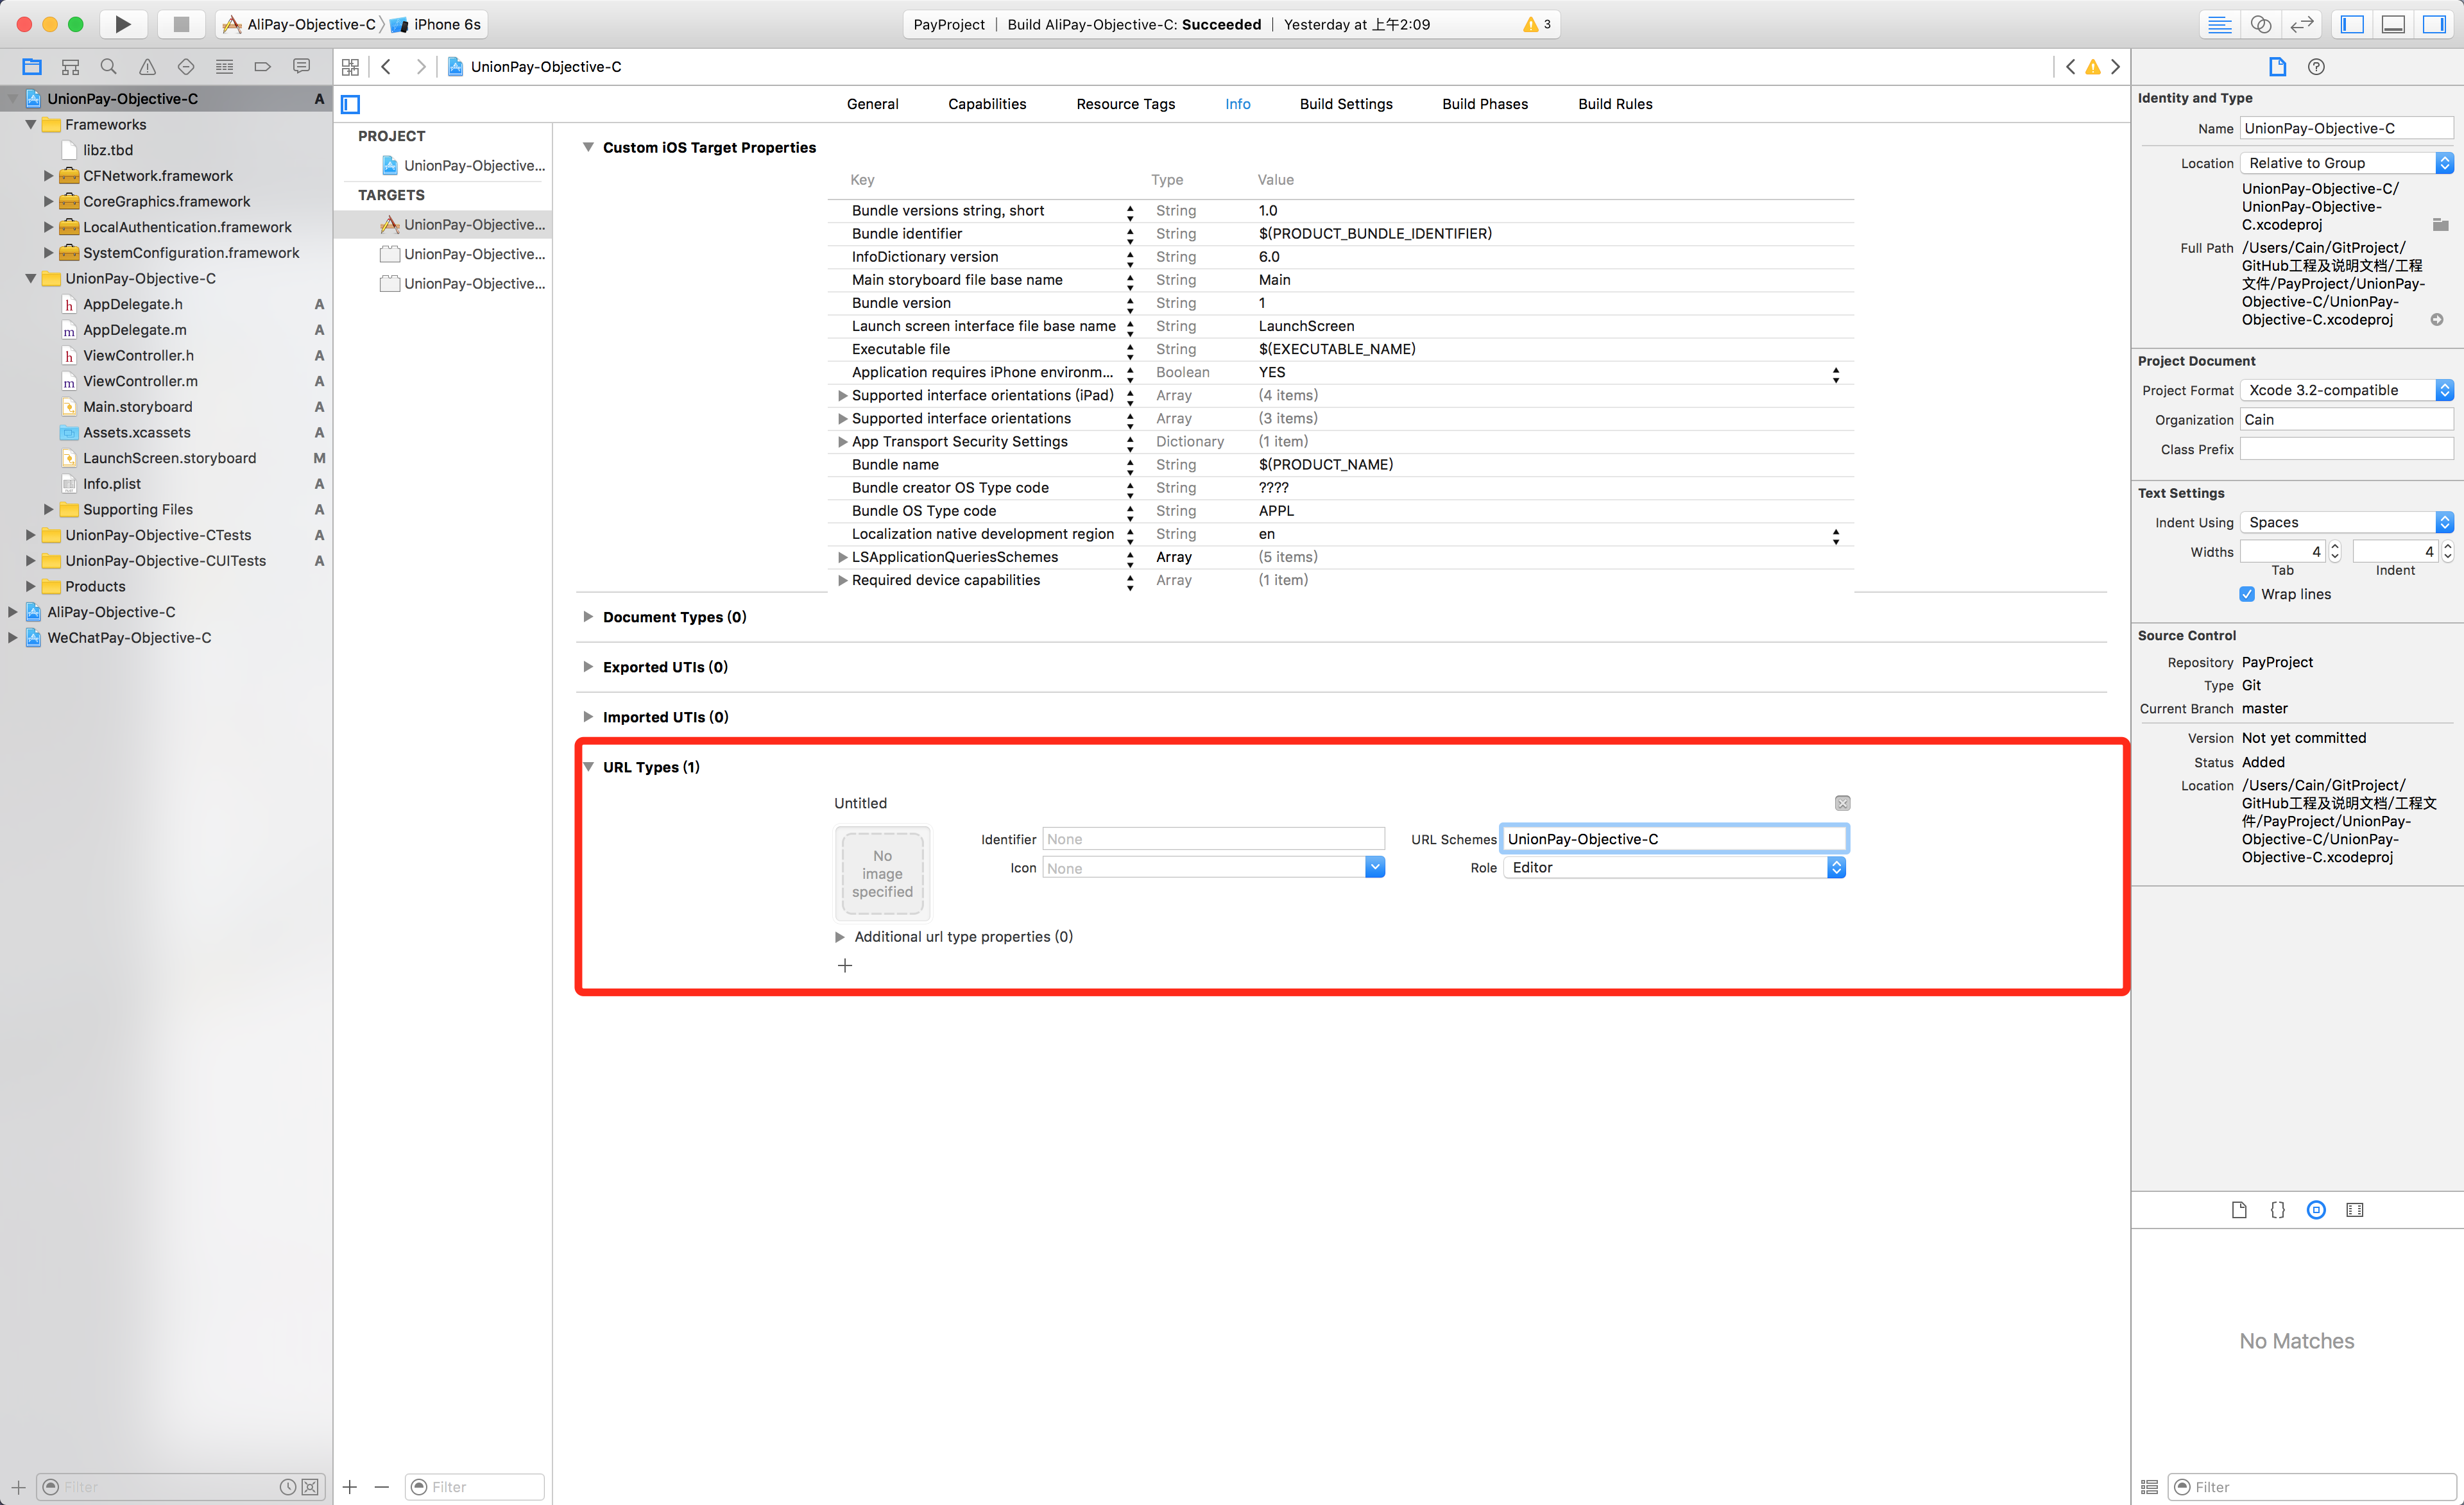 AliPay-Objective-C
iPhone 6s
PayProject | Build AliPay-Objective-C: Succeeded | Yesterday at 上午2:09
3
UnionPay-Objective-C
UnionPay-Objective-C A
Frameworks
libz.tbd
CFNetwork.framework
CoreGraphics.framework
LocalAuthentication.framework
SystemConfiguration.framework
UnionPay-Objective-C
AppDelegate.h A
AppDelegate.m A
ViewController.h A
ViewController.m A
Main.storyboard A
Assets.xcassets A
LaunchScreen.storyboard M
Info.plist A
Supporting Files A
UnionPay-Objective-CTests A
UnionPay-Objective-CUITests A
Products
AliPay-Objective-C
WeChatPay-Objective-C
Filter
General Capabilities Resource Tags Info Build Settings Build Phases Build Rules
PROJECT
UnionPay-Objective...
TARGETS
UnionPay-Objective...
UnionPay-Objective...
UnionPay-Objective...
Filter
Custom iOS Target Properties
Key Type Value
Bundle versions string, short String 1.0
Bundle identifier String $(PRODUCT_BUNDLE_IDENTIFIER)
InfoDictionary version String 6.0
Main storyboard file base name String Main
Bundle version String 1
Launch screen interface file base name String LaunchScreen
Executable file String $(EXECUTABLE_NAME)
Application requires iPhone environm... Boolean YES
Supported interface orientations (iPad) Array (4 items)
Supported interface orientations Array (3 items)
App Transport Security Settings Dictionary (1 item)
Bundle name String $(PRODUCT_NAME)
Bundle creator OS Type code String ????
Bundle OS Type code String APPL
Localization native development region String en
LSApplicationQueriesSchemes Array (5 items)
Required device capabilities Array (1 item)
Document Types (0)
Exported UTIs (0)
Imported UTIs (0)
URL Types (1)
Untitled
No
image
specified
Identifier None URL Schemes UnionPay-Objective-C
Icon None Role Editor
Additional url type properties (0)
Identity and Type
Name UnionPay-Objective-C
Location Relative to Group
UnionPay-Objective-C/
UnionPay-Objective-
C.xcodeproj
Full Path /Users/Cain/GitProject/
GitHub工程及说明文档/工程
文件/PayProject/UnionPay-
Objective-C/UnionPay-
Objective-C.xcodeproj
Project Document
Project Format Xcode 3.2-compatible
Organization Cain
Class Prefix
Text Settings
Indent Using Spaces
Widths 4 4
Tab Indent
Wrap lines
Source Control
Repository PayProject
Type Git
Current Branch master
Version Not yet committed
Status Added
Location /Users/Cain/GitProject/
GitHub工程及说明文档/工程文
件/PayProject/UnionPay-
Objective-C/UnionPay-
Objective-C.xcodeproj
No Matches
Filter